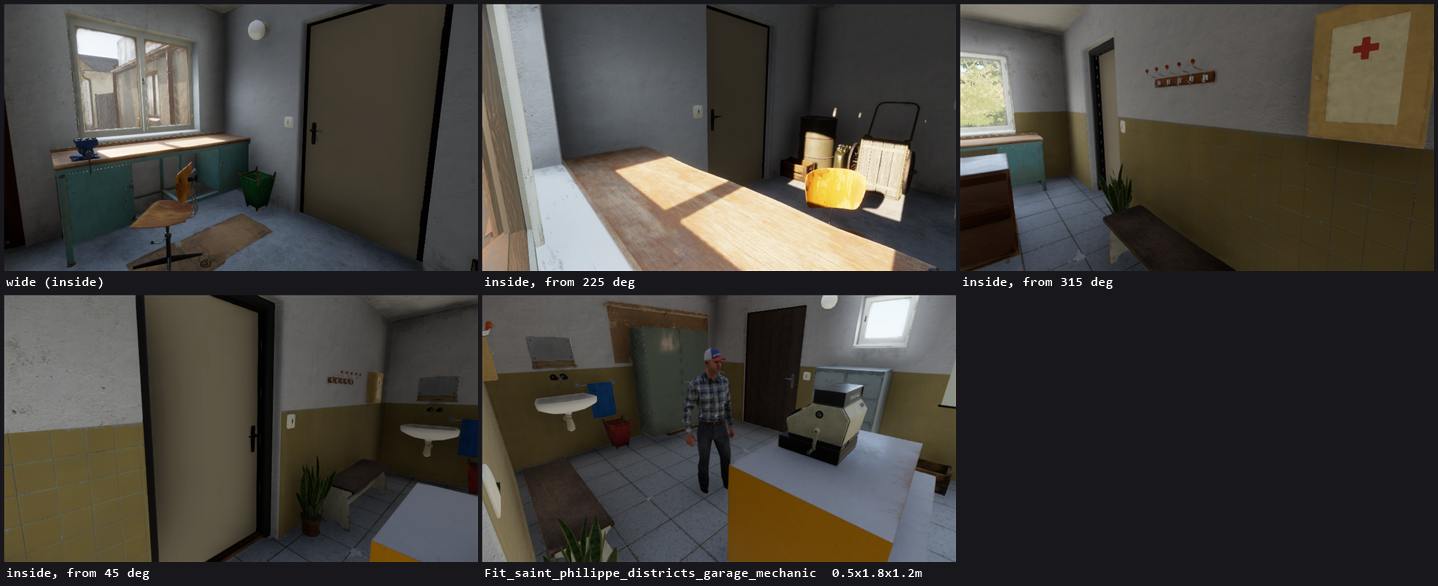 wide (inside)
inside, from 225 deg
inside, from 315 deg
inside, from 45 deg
Fit_saint_philippe_districts_garage_mechanic  0.5x1.8x1.2m